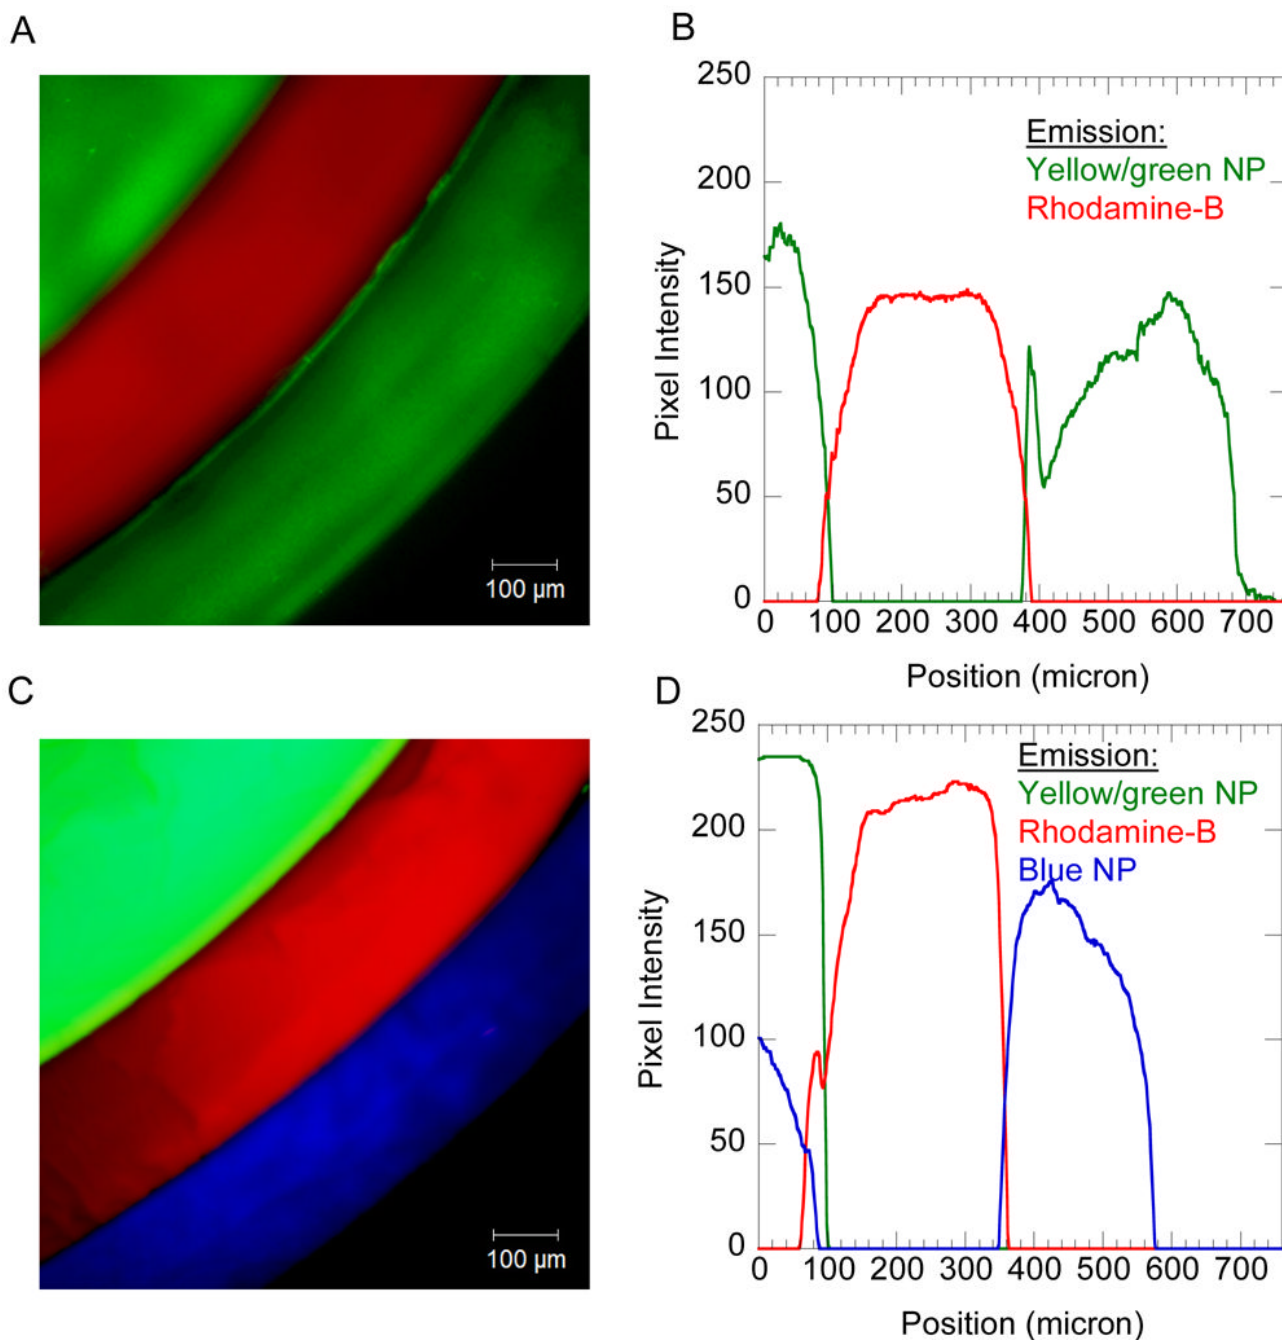 A
100 µm
B
250
200
150
100
50
0
Pixel Intensity
Emission:
Yellow/green NP
Rhodamine-B
0 100 200 300 400 500 600 700
Position (micron)
C
100 µm
D
250
200
150
100
50
0
Pixel Intensity
Emission:
Yellow/green NP
Rhodamine-B
Blue NP
0 100 200 300 400 500 600 700
Position (micron)